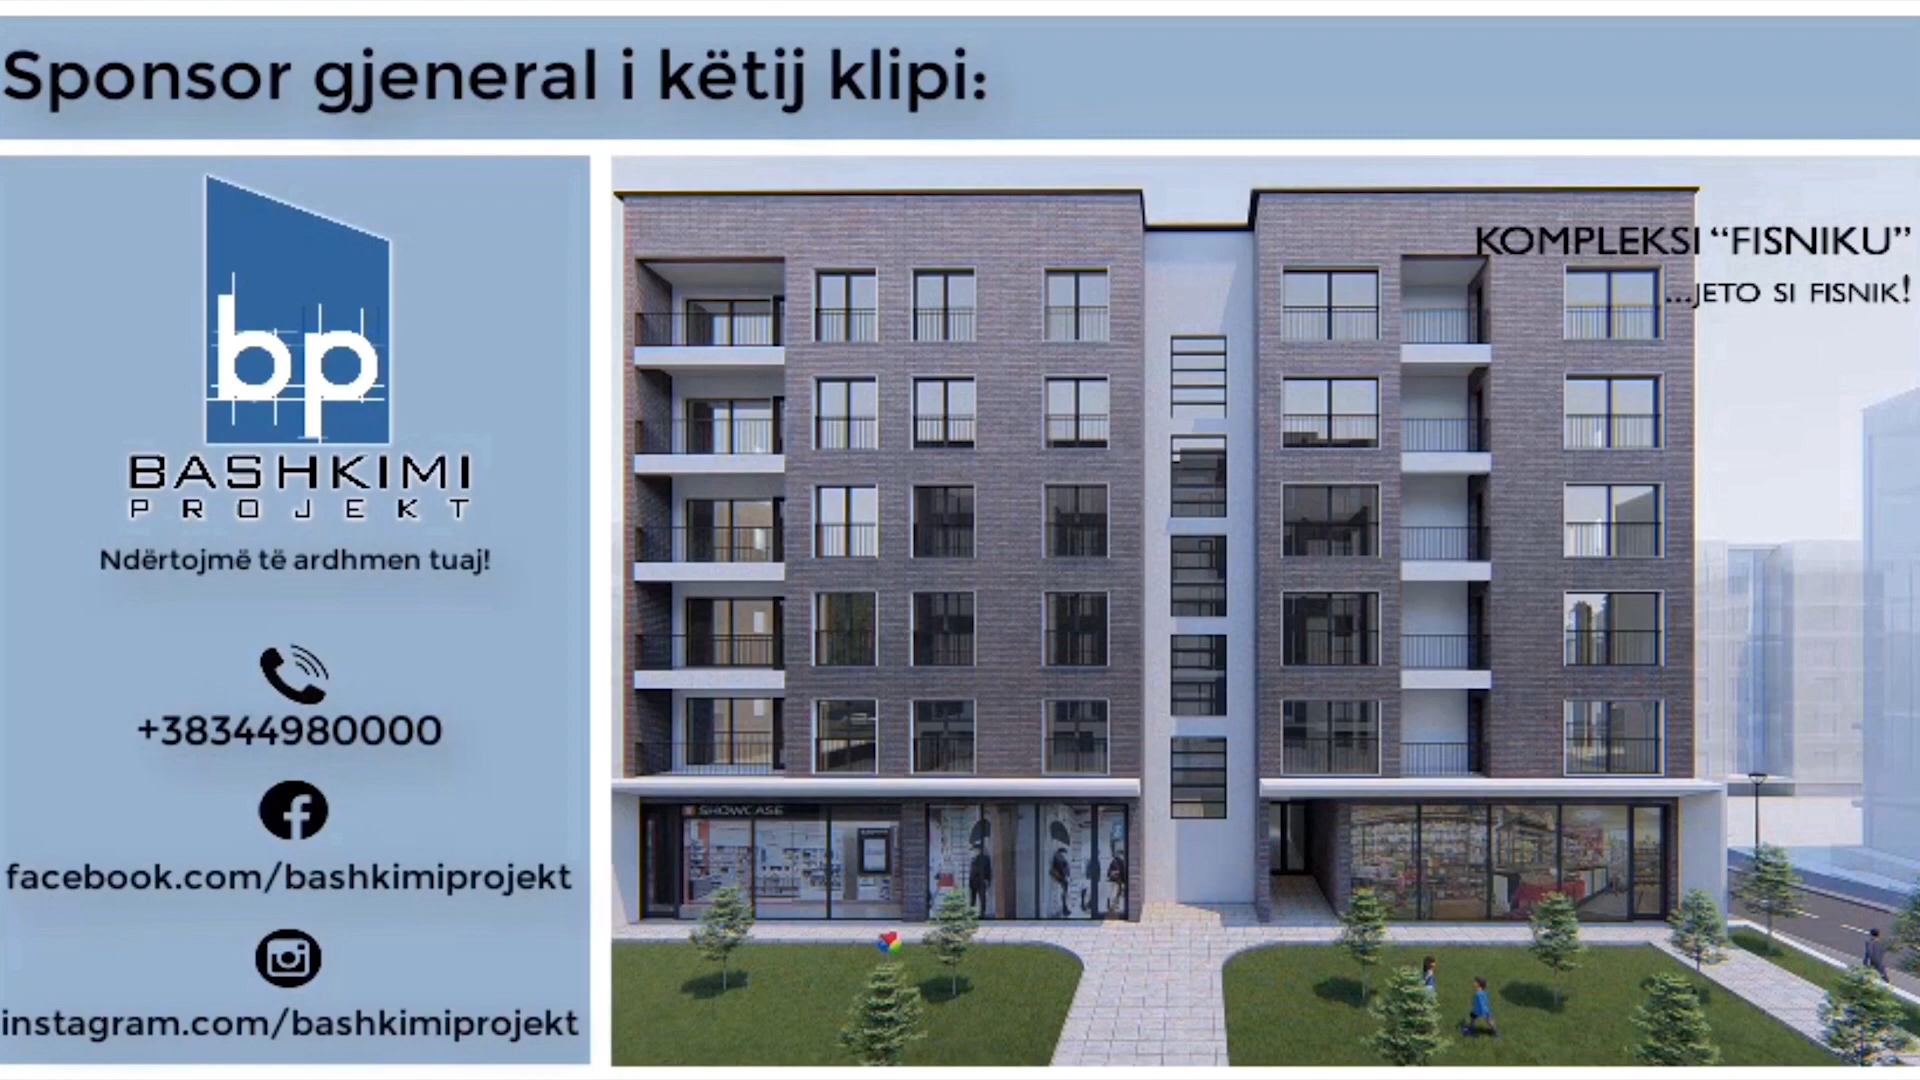 Sponsor gjeneral i këtij klipi:
bp
BASHKIMI
PROJEKT
Ndërtojmë të ardhmen tuaj!
+38344980000
facebook.com/bashkimiprojekt
instagram.com/bashkimiprojekt
KOMPLEKSI “FISNIKU”
...JETO SI FISNIK!
SHOWCASE